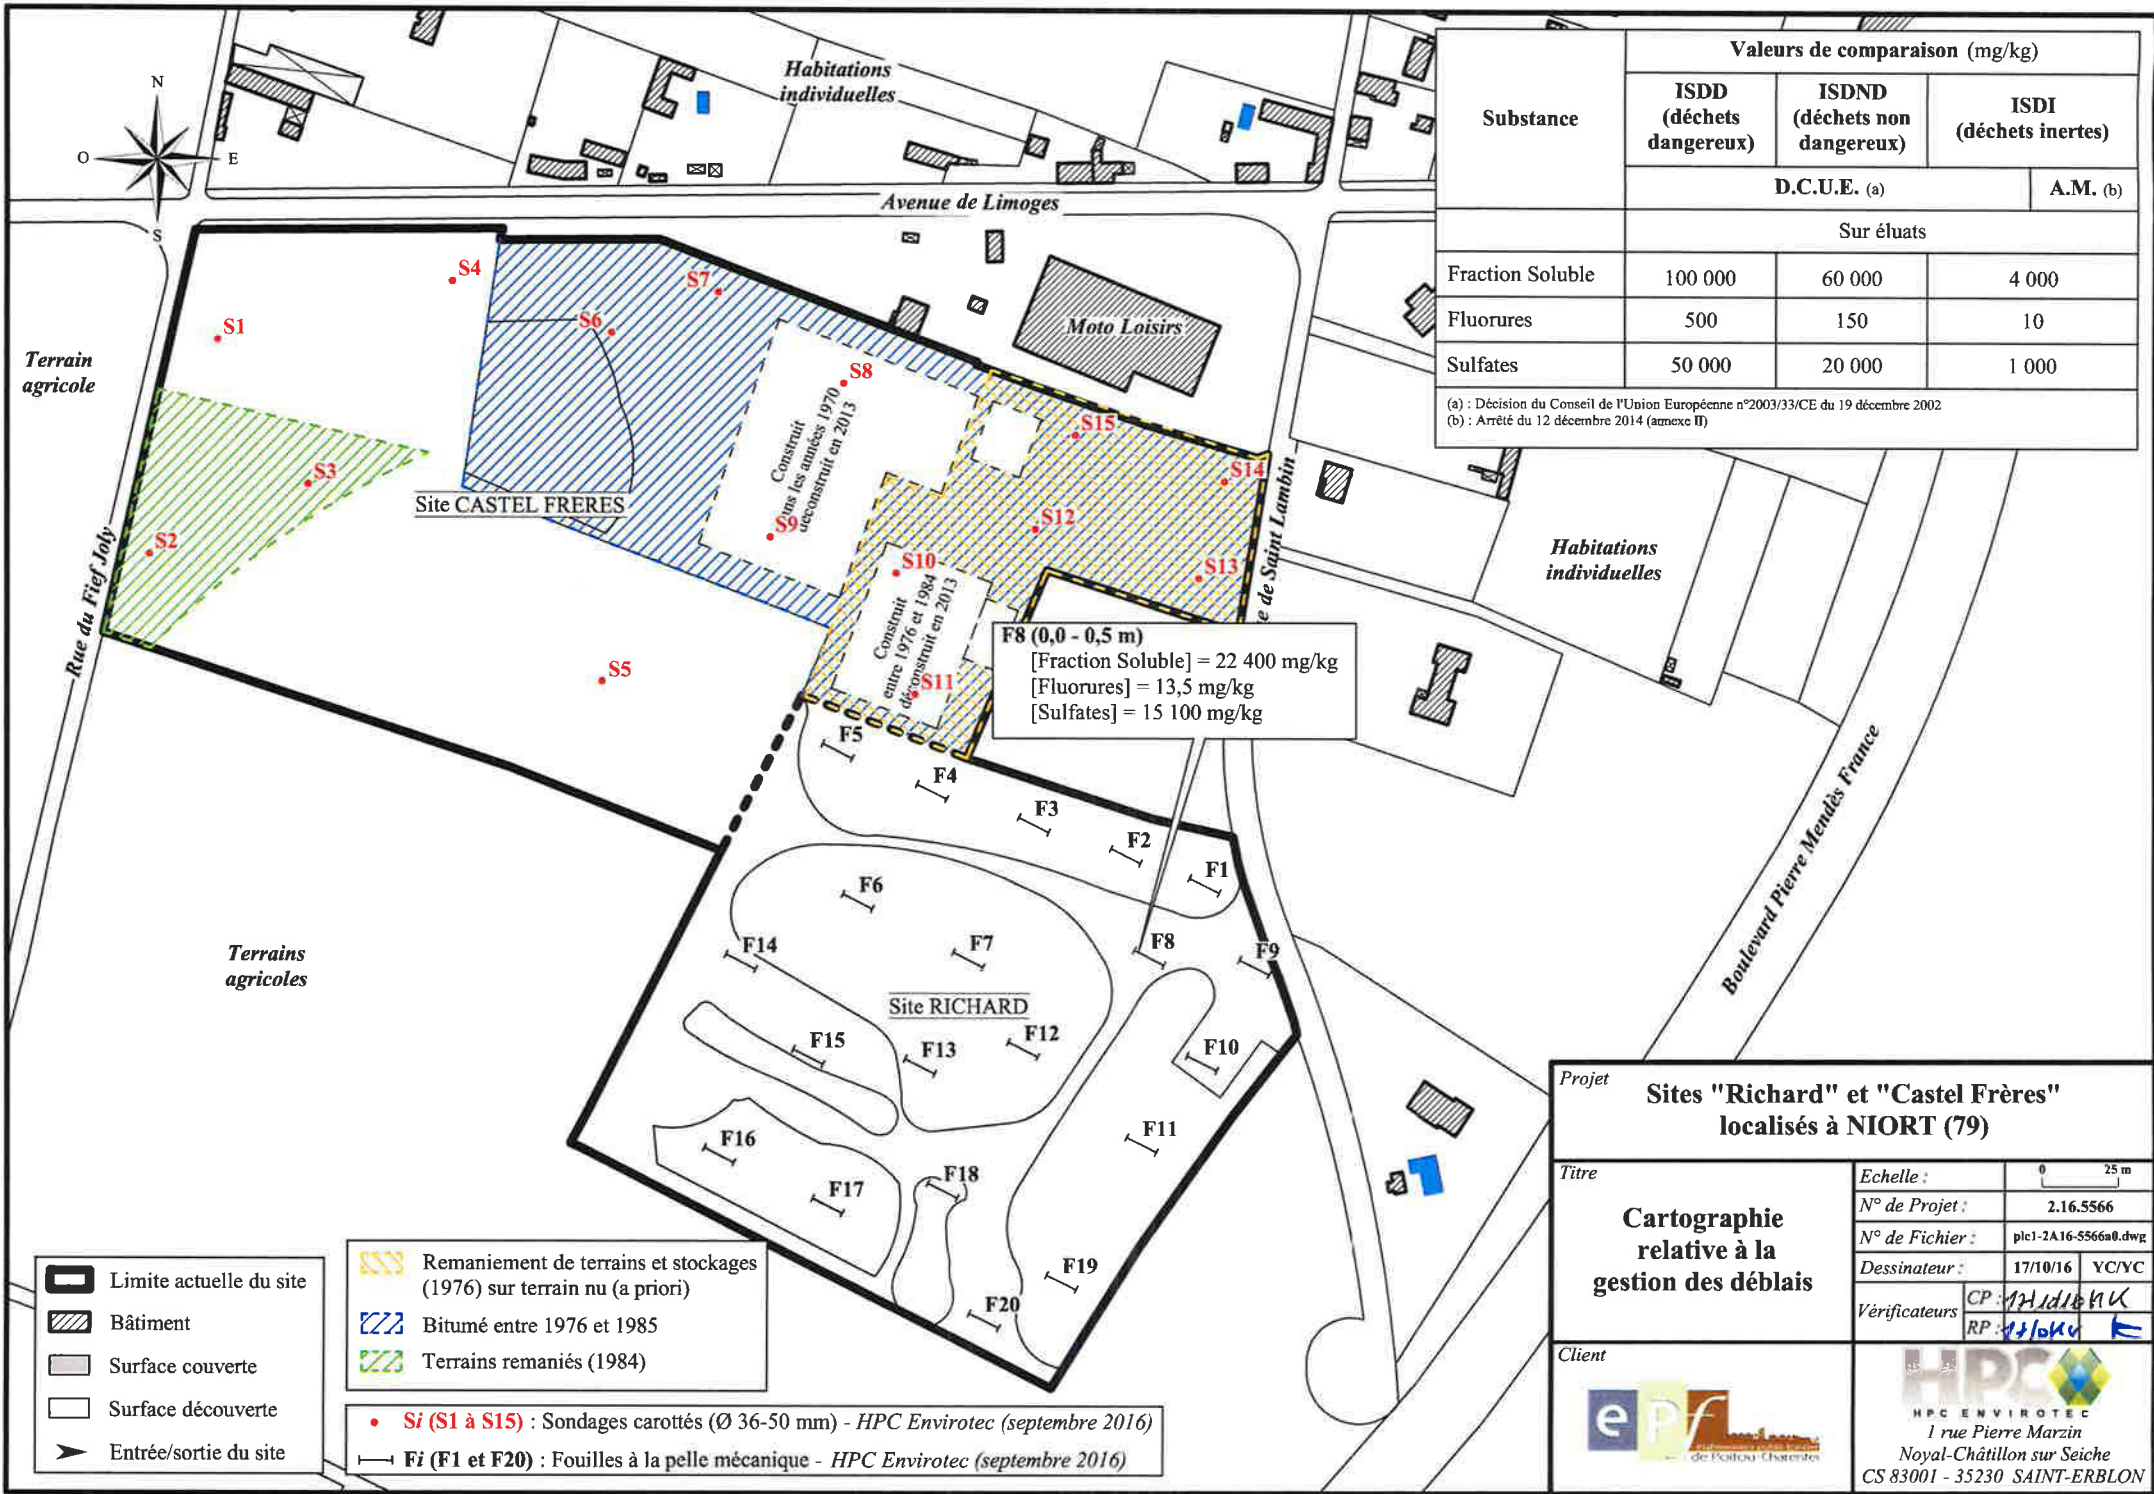 Habitations
individuelles
N
O
E
S
Avenue de Limoges
Substance
Valeurs de comparaison (mg/kg)
ISDD
(déchets
dangereux)
ISDND
(déchets non
dangereux)
ISDI
(déchets inertes)
D.C.U.E. (a)
A.M. (b)
Sur éluats
Fraction Soluble 100 000 60 000 4 000
Fluorures 500 150 10
Sulfates 50 000 20 000 1 000
(a) : Décision du Conseil de l'Union Européenne n°2003/33/CE du 19 décembre 2002
(b) : Arrêté du 12 décembre 2014 (annexe II)
S4
S7
S1
S6
Moto Loisirs
Terrain
agricole
S8
Construit
ans les années 1970
déconstruit en 2013
S15
S3
S14
Site CASTEL FRERES
S9
S12
S2
S10
S13
Rue du Fief Joly
e de Saint Lambin
Habitations
individuelles
Construit
entre 1976 et 1984
déconstruit en 2013
S5
S11
F8 (0,0 - 0,5 m)
[Fraction Soluble] = 22 400 mg/kg
[Fluorures] = 13,5 mg/kg
[Sulfates] = 15 100 mg/kg
F5
F4
F3
F2
F1
Boulevard Pierre Mendès France
F6
F14
F7
F8
F9
Terrains
agricoles
Site RICHARD
F15
F13
F12
F10
F16
F11
F17
F18
F19
F20
Limite actuelle du site
Bâtiment
Surface couverte
Surface découverte
Entrée/sortie du site
Remaniement de terrains et stockages
(1976) sur terrain nu (a priori)
Bitumé entre 1976 et 1985
Terrains remaniés (1984)
Si (S1 à S15) : Sondages carottés (Ø 36-50 mm) - HPC Envirotec (septembre 2016)
Fi (F1 et F20) : Fouilles à la pelle mécanique - HPC Envirotec (septembre 2016)
Projet
Sites "Richard" et "Castel Frères"
localisés à NIORT (79)
Titre
Cartographie
relative à la
gestion des déblais
Echelle : 0 25 m
N° de Projet : 2.16.5566
N° de Fichier : plc1-2A16-5566a0.dwg
Dessinateur : 17/10/16 YC/YC
Vérificateurs
CP :
RP :
Client
epf
de Poitou-Charentes
HPC
HPC ENVIROTEC
1 rue Pierre Marzin
Noyal-Châtillon sur Seiche
CS 83001 - 35230 SAINT-ERBLON